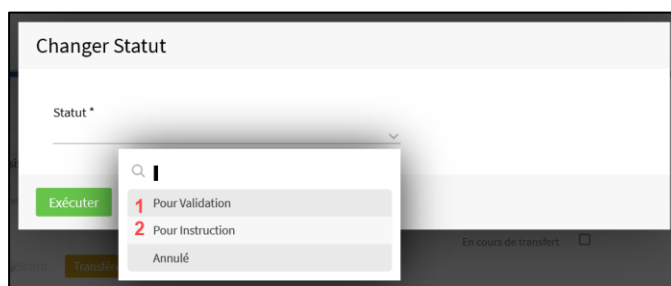 Changer Statut
Statut *
Exécuter
1 Pour Validation
2 Pour Instruction
Annulé
En cours de transfert